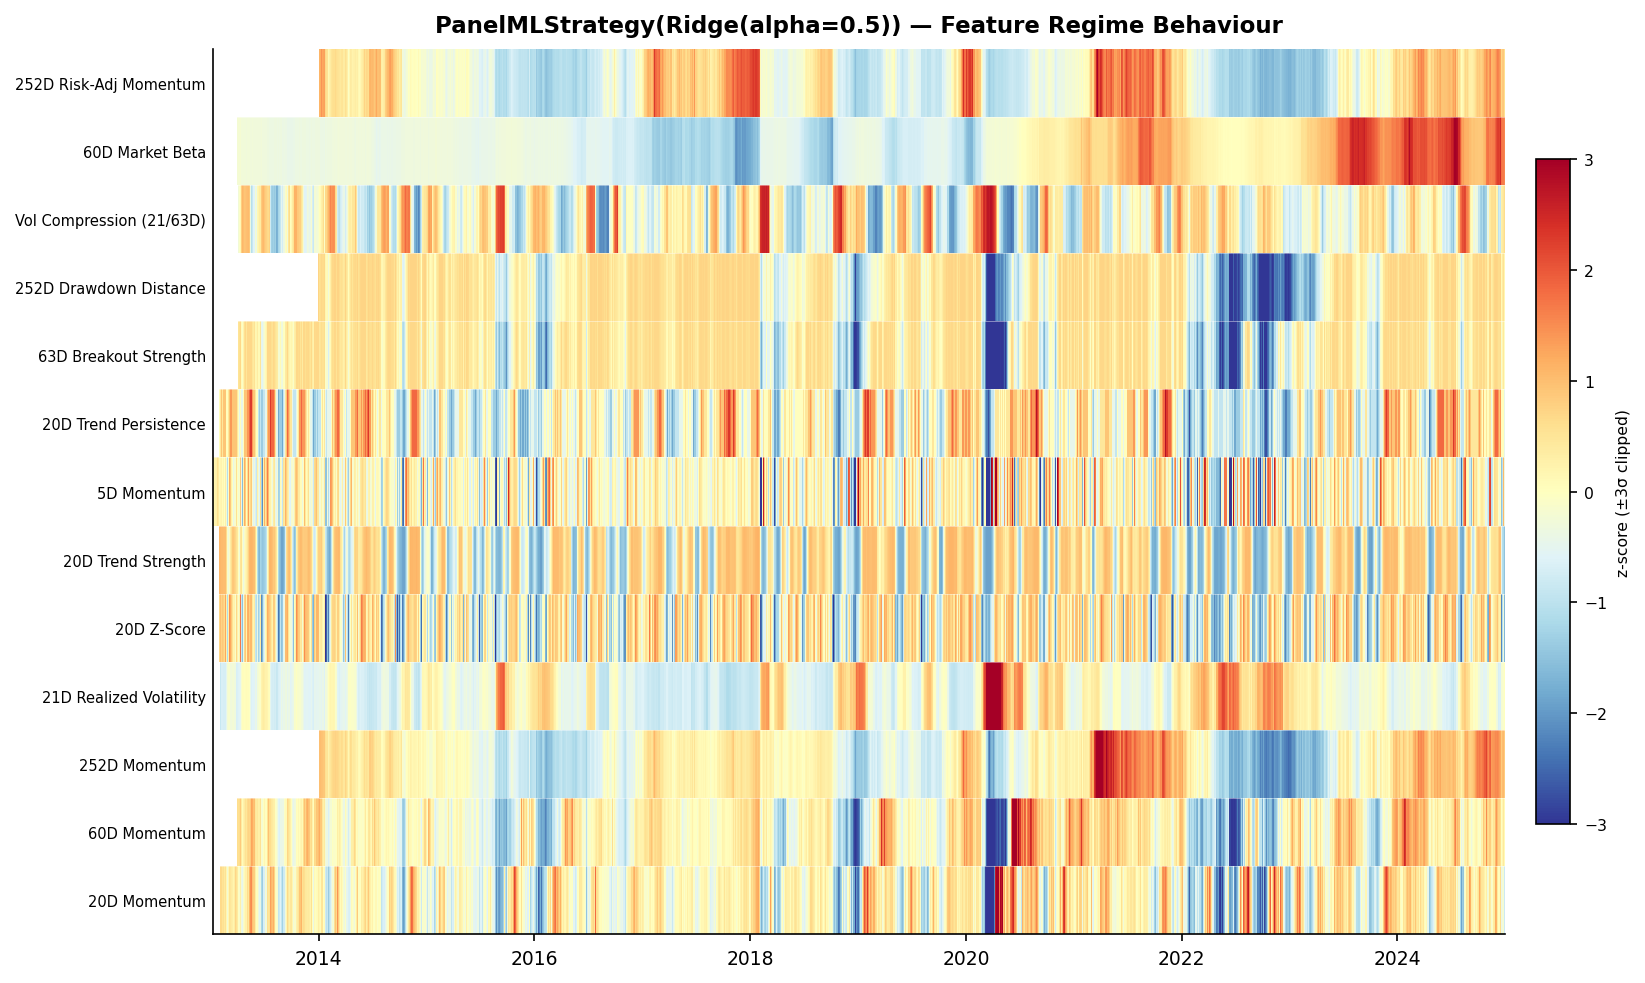 PanelMLStrategy(Ridge(alpha=0.5)) — Feature Regime Behaviour
252D Risk-Adj Momentum
60D Market Beta
Vol Compression (21/63D)
252D Drawdown Distance
63D Breakout Strength
20D Trend Persistence
5D Momentum
20D Trend Strength
20D Z-Score
21D Realized Volatility
252D Momentum
60D Momentum
20D Momentum
2014
2016
2018
2020
2022
2024
3
2
1
0
−1
−2
−3
z-score (±3σ clipped)